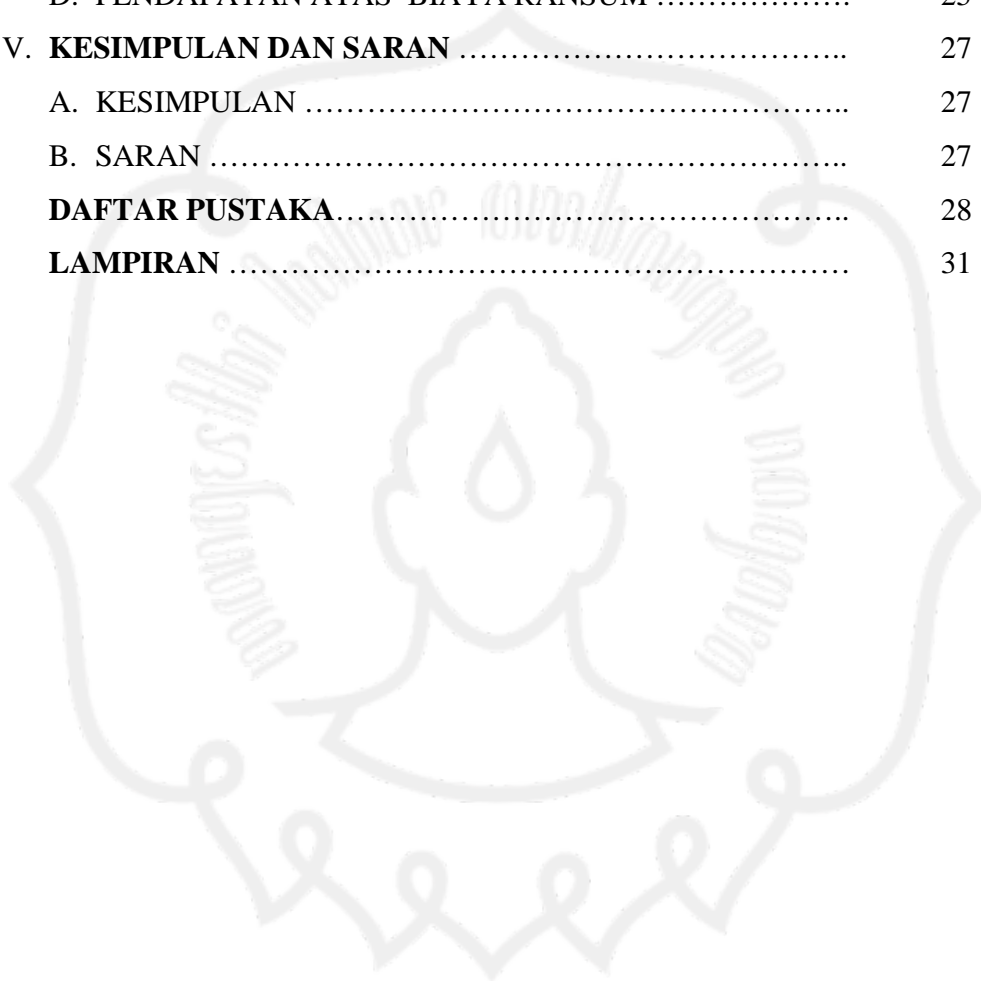 D. PENDAPATAN ATAS BIAYA RANSUM ………………. 25
V. KESIMPULAN DAN SARAN ……………………………….. 27
A. KESIMPULAN …………………………………………….. 27
B. SARAN …………………………………………………….. 27
DAFTAR PUSTAKA………………………………………….. 28
LAMPIRAN …………………………………………………… 31